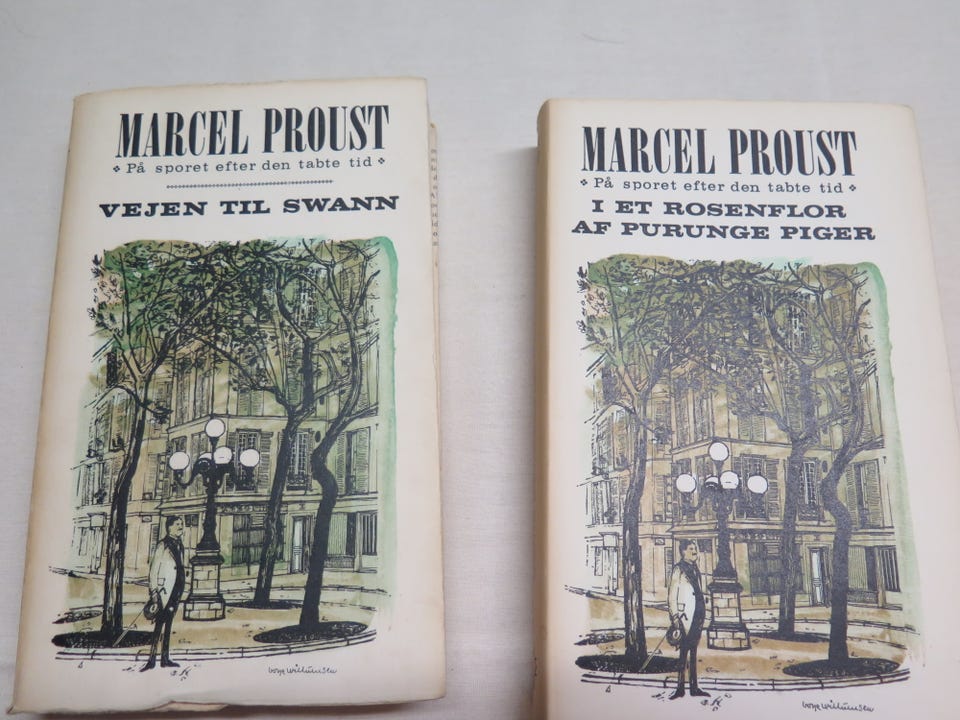 MARCEL PROUST
På sporet efter den tabte tid
VEJEN TIL SWANN
MARCEL PROUST
På sporet efter den tabte tid
I ET ROSENFLOR
AF PURUNGE PIGER